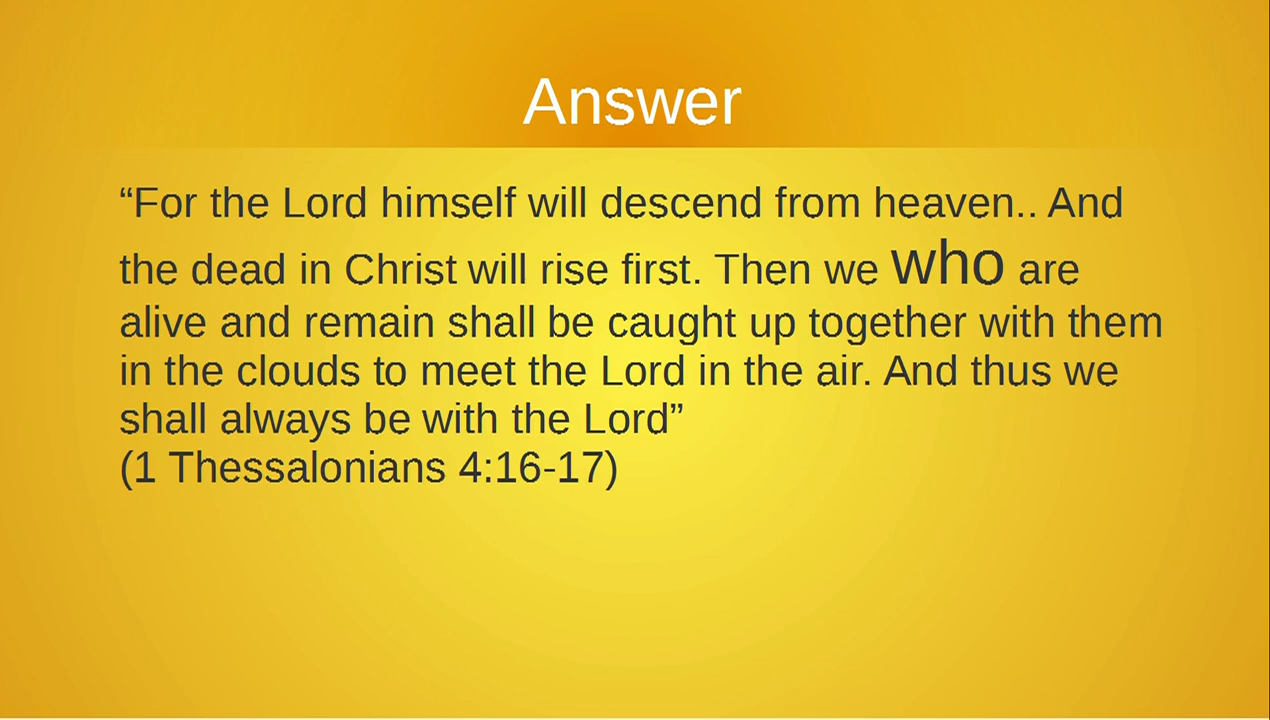 Answer
“For the Lord himself will descend from heaven.. And
the dead in Christ will rise first. Then we who are
alive and remain shall be caught up together with them
in the clouds to meet the Lord in the air. And thus we
shall always be with the Lord”
(1 Thessalonians 4:16-17)